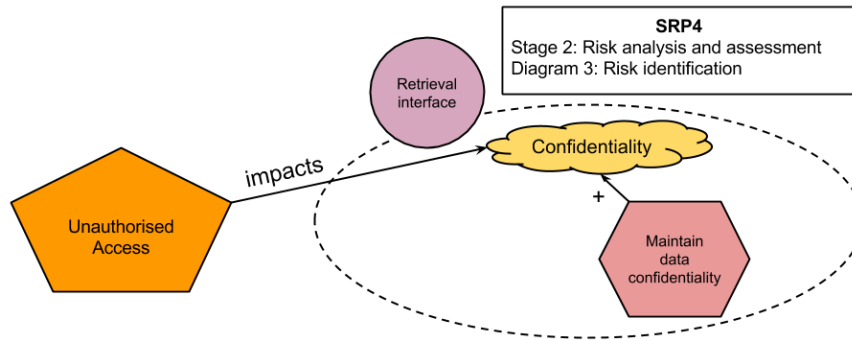 SRP4
Stage 2: Risk analysis and assessment
Diagram 3: Risk identification
Retrieval
interface
impacts
Confidentiality
Unauthorised
Access
+
Maintain
data
confidentiality